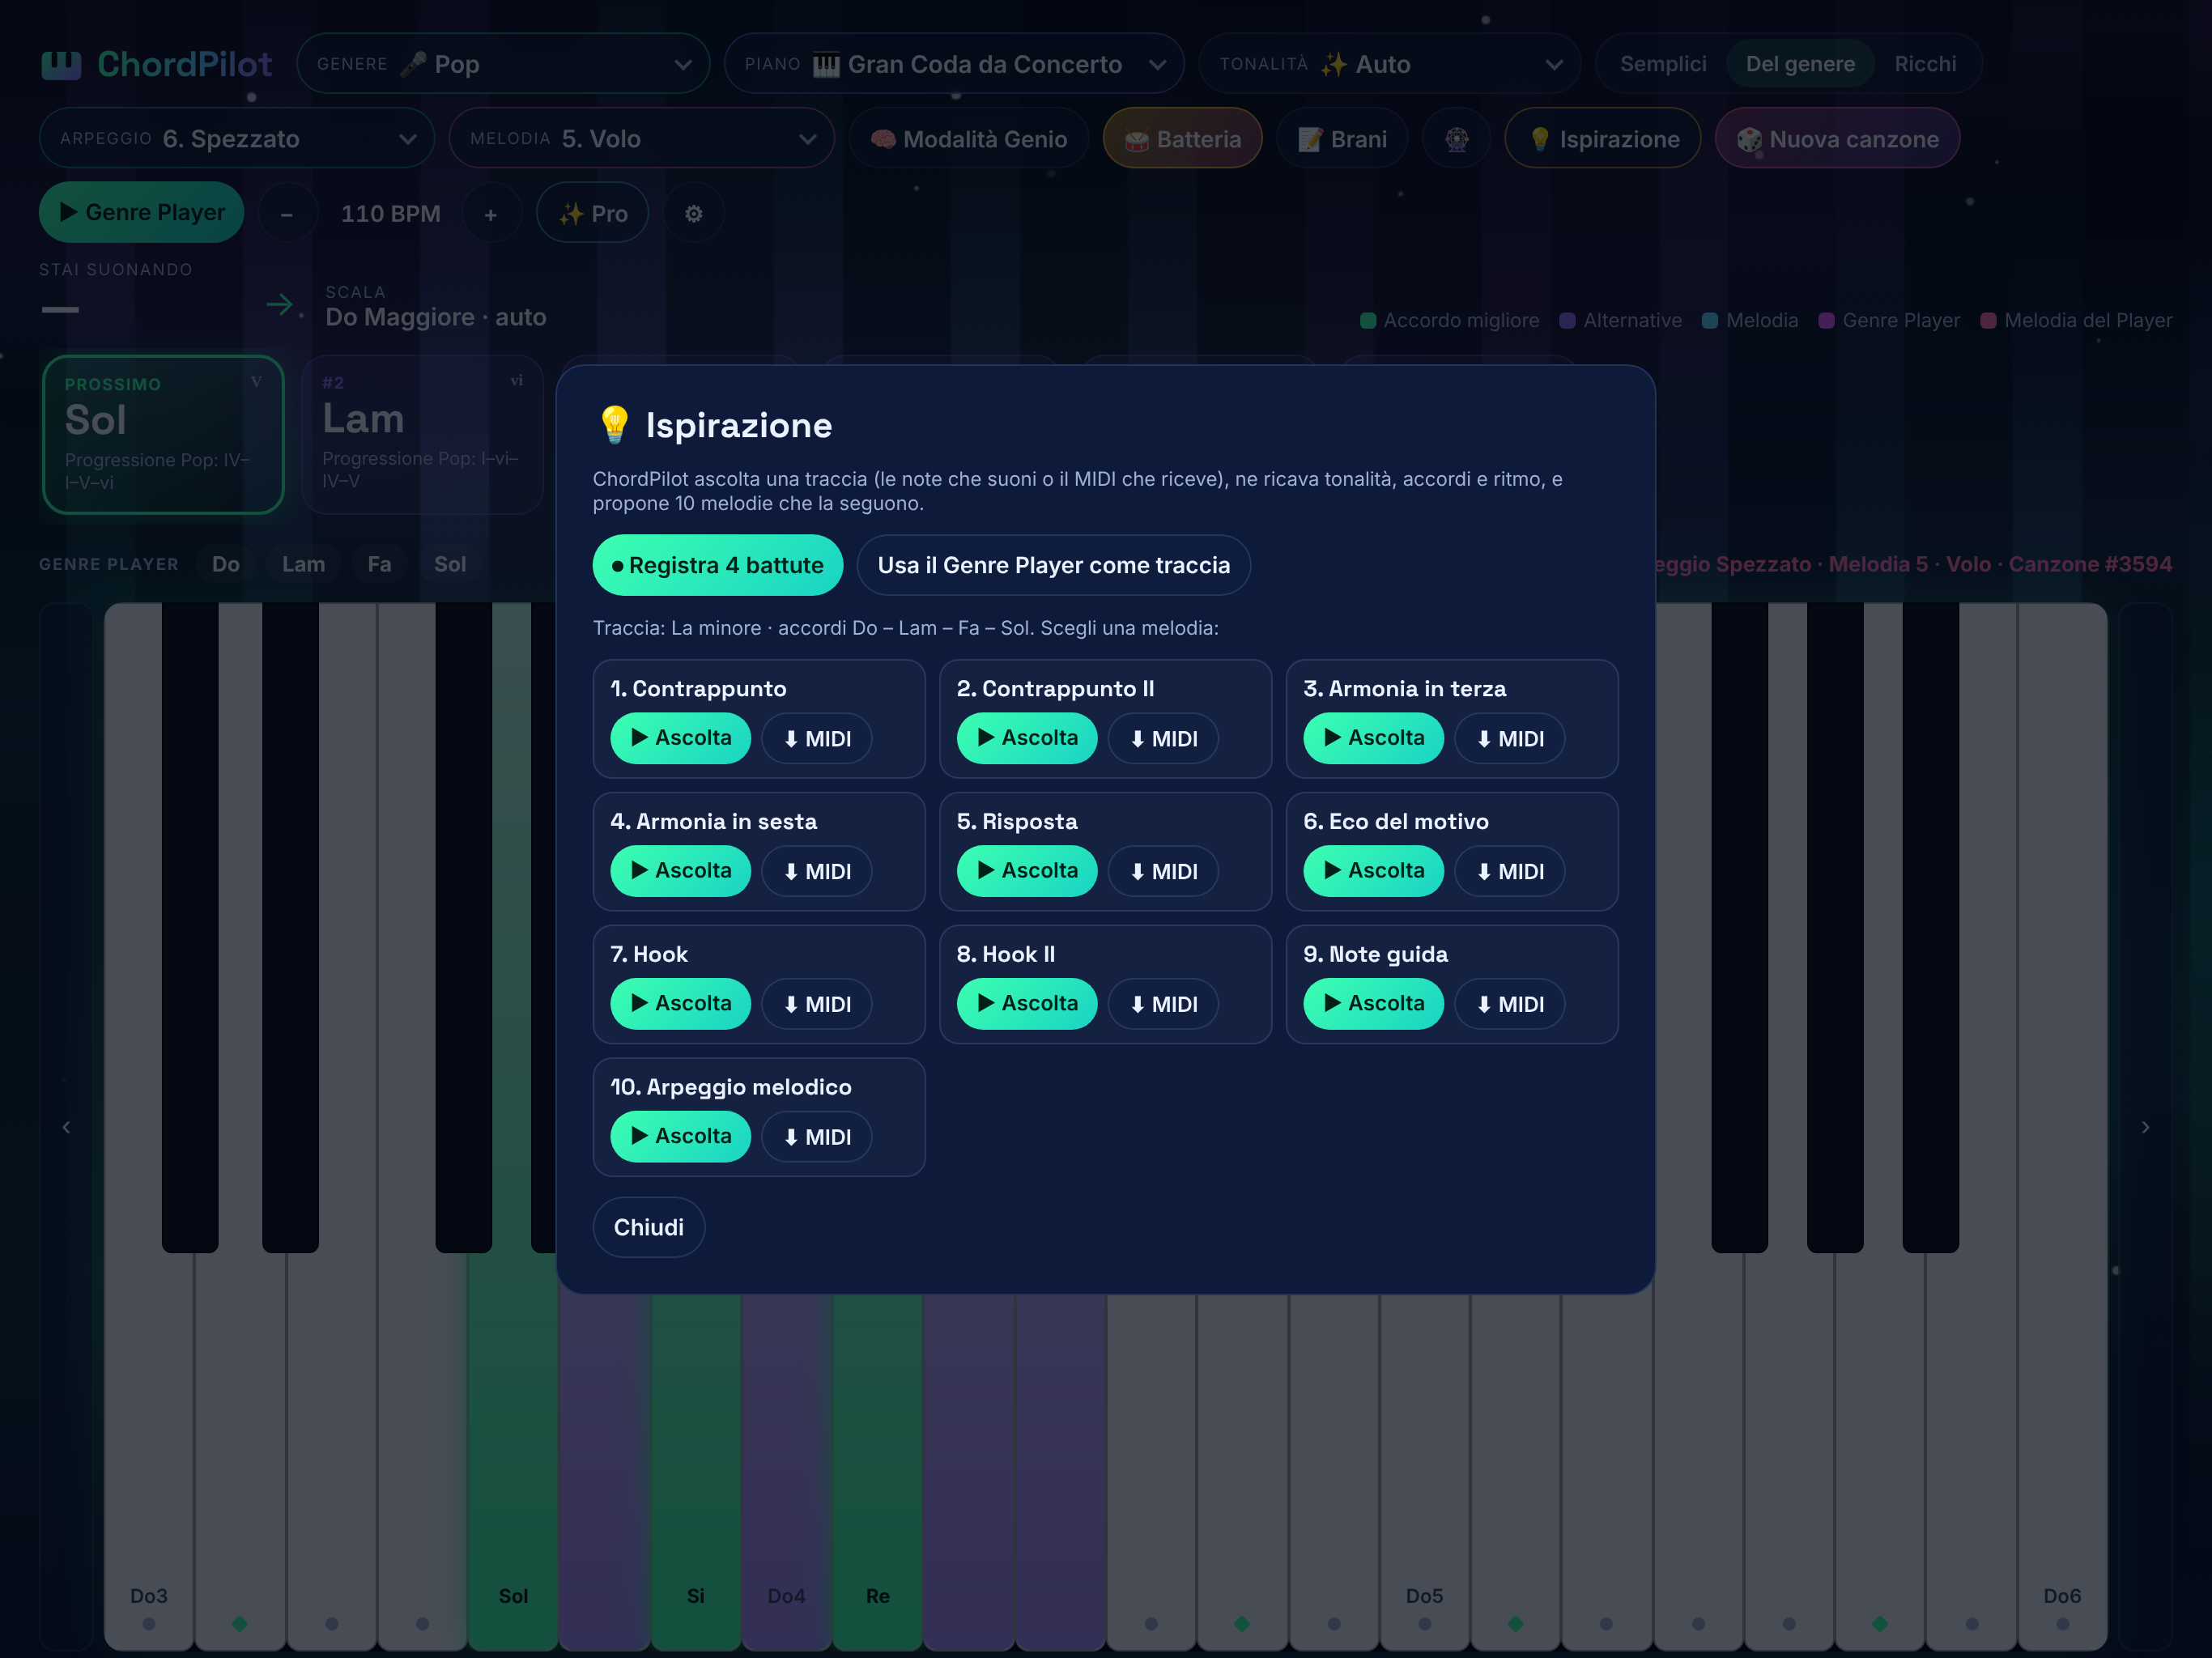 ChordPilot
GENERE 🎤 Pop
PIANO 🎹 Gran Coda da Concerto
TONALITÀ ✨ Auto
Semplici Del genere Ricchi
ARPEGGIO 6. Spezzato
MELODIA 5. Volo
🧠 Modalità Genio
🥁 Batteria
📝 Brani
🎡
💡 Ispirazione
🎲 Nuova canzone
▶ Genre Player
–
110 BPM
+
✨ Pro
⚙
STAI SUONANDO
—
→
SCALA
Do Maggiore · auto
Accordo migliore Alternative Melodia Genre Player Melodia del Player
PROSSIMO V
Sol
Progressione Pop: IV–
I–V–vi
#2 vi
Lam
Progressione Pop: I–vi–
IV–V
GENRE PLAYER Do Lam Fa Sol
eggio Spezzato · Melodia 5 · Volo · Canzone #3594
💡 Ispirazione
ChordPilot ascolta una traccia (le note che suoni o il MIDI che riceve), ne ricava tonalità, accordi e ritmo, e
propone 10 melodie che la seguono.
● Registra 4 battute
Usa il Genre Player come traccia
Traccia: La minore · accordi Do – Lam – Fa – Sol. Scegli una melodia:
1. Contrappunto
▶ Ascolta ⬇ MIDI
2. Contrappunto II
▶ Ascolta ⬇ MIDI
3. Armonia in terza
▶ Ascolta ⬇ MIDI
4. Armonia in sesta
▶ Ascolta ⬇ MIDI
5. Risposta
▶ Ascolta ⬇ MIDI
6. Eco del motivo
▶ Ascolta ⬇ MIDI
7. Hook
▶ Ascolta ⬇ MIDI
8. Hook II
▶ Ascolta ⬇ MIDI
9. Note guida
▶ Ascolta ⬇ MIDI
10. Arpeggio melodico
▶ Ascolta ⬇ MIDI
Chiudi
‹
›
Do3 Sol Si Do4 Re Do5 Do6